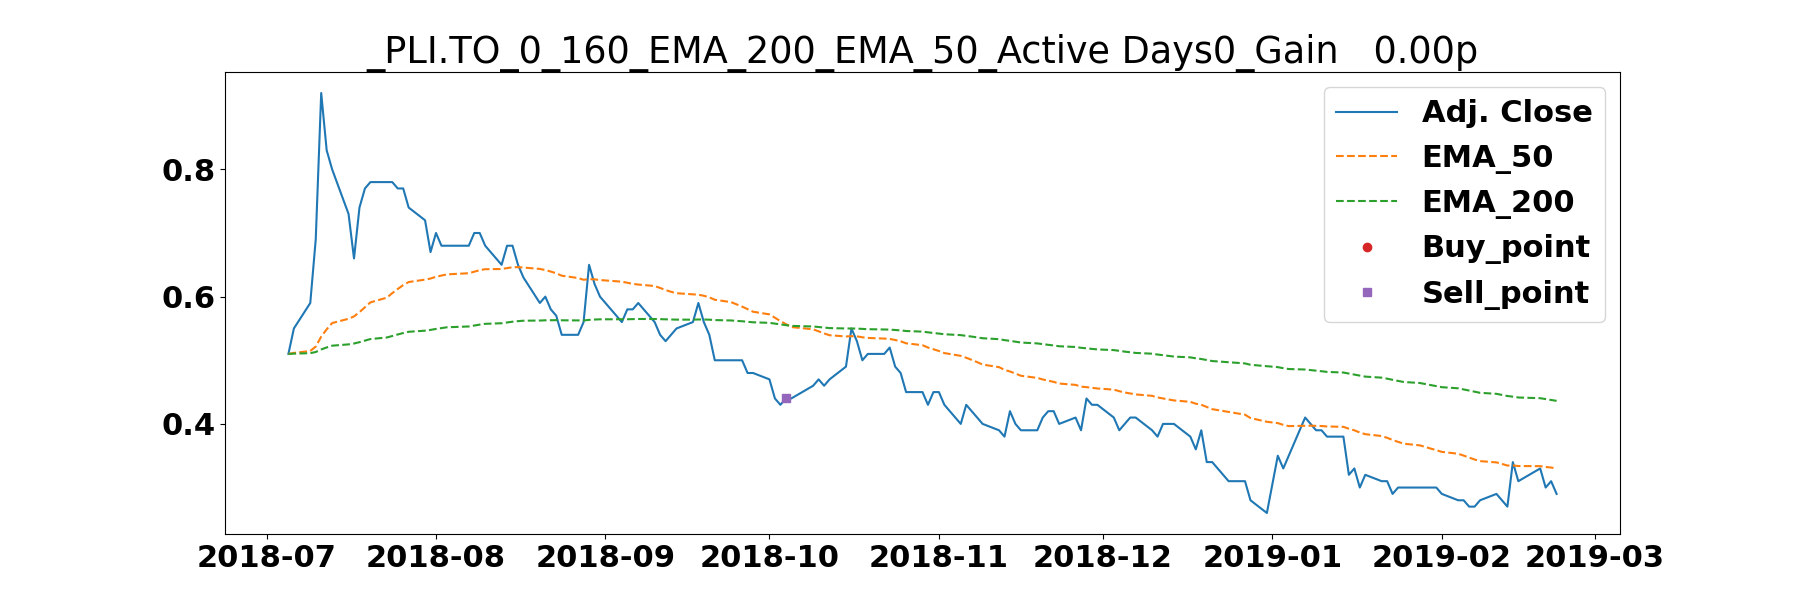 _PLI.TO_0_160_EMA_200_EMA_50_Active Days0_Gain   0.00p
Adj. Close
EMA_50
EMA_200
Buy_point
Sell_point
0.8
0.6
0.4
2018-07 2018-08 2018-09 2018-10 2018-11 2018-12 2019-01 2019-02 2019-03